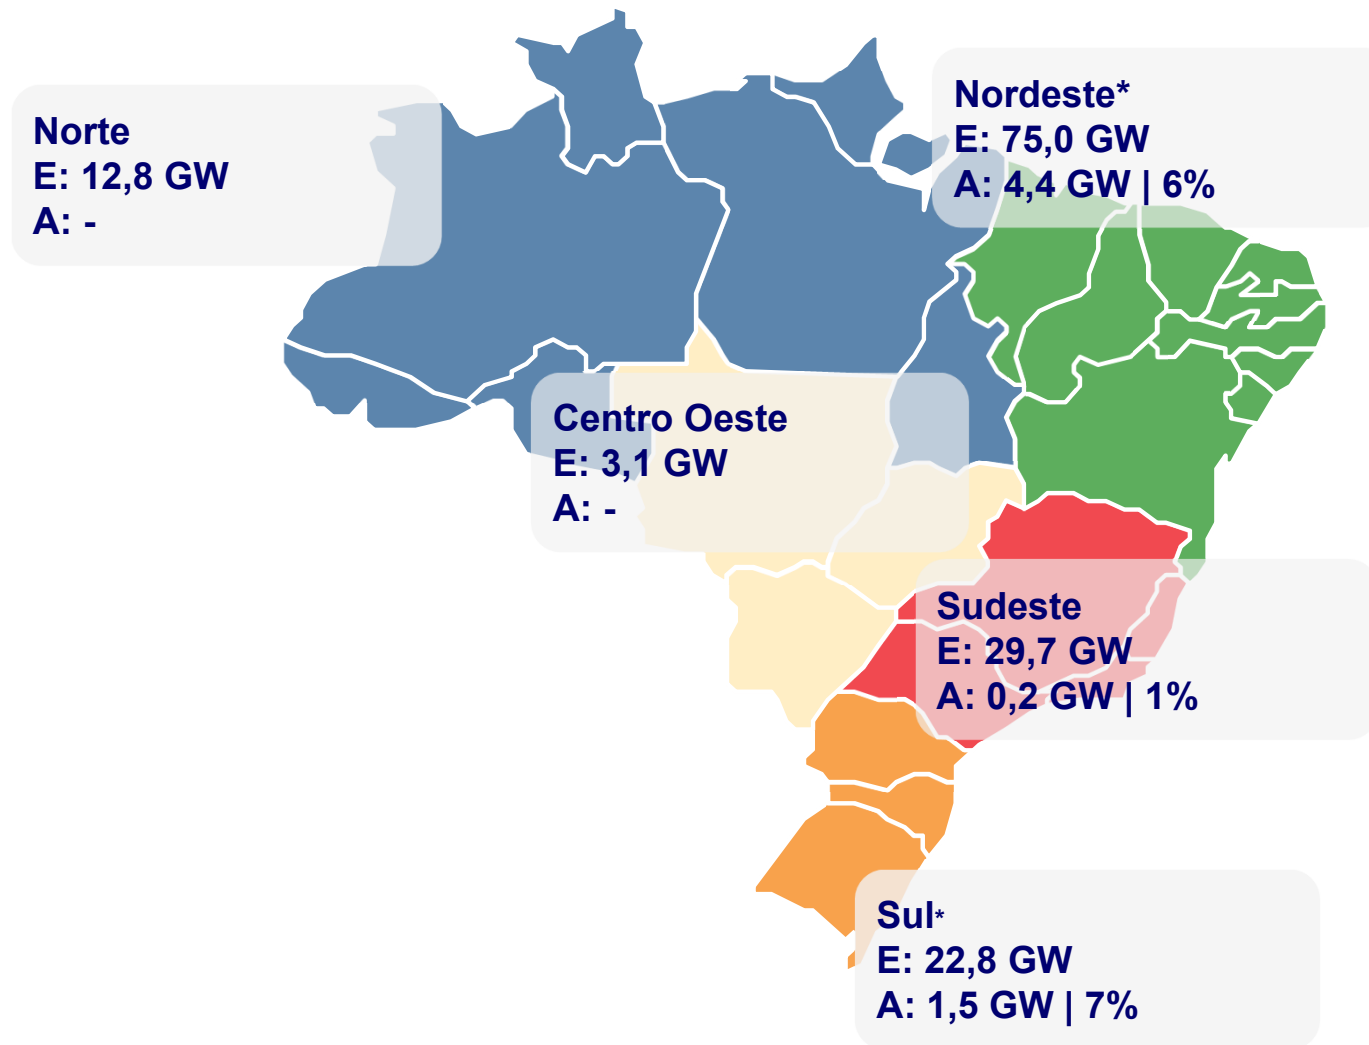 Norte
E: 12,8 GW
A: -
Nordeste*
E: 75,0 GW
A: 4,4 GW | 6%
Centro Oeste
E: 3,1 GW
A: -
Sudeste
E: 29,7 GW
A: 0,2 GW | 1%
Sul*
E: 22,8 GW
A: 1,5 GW | 7%